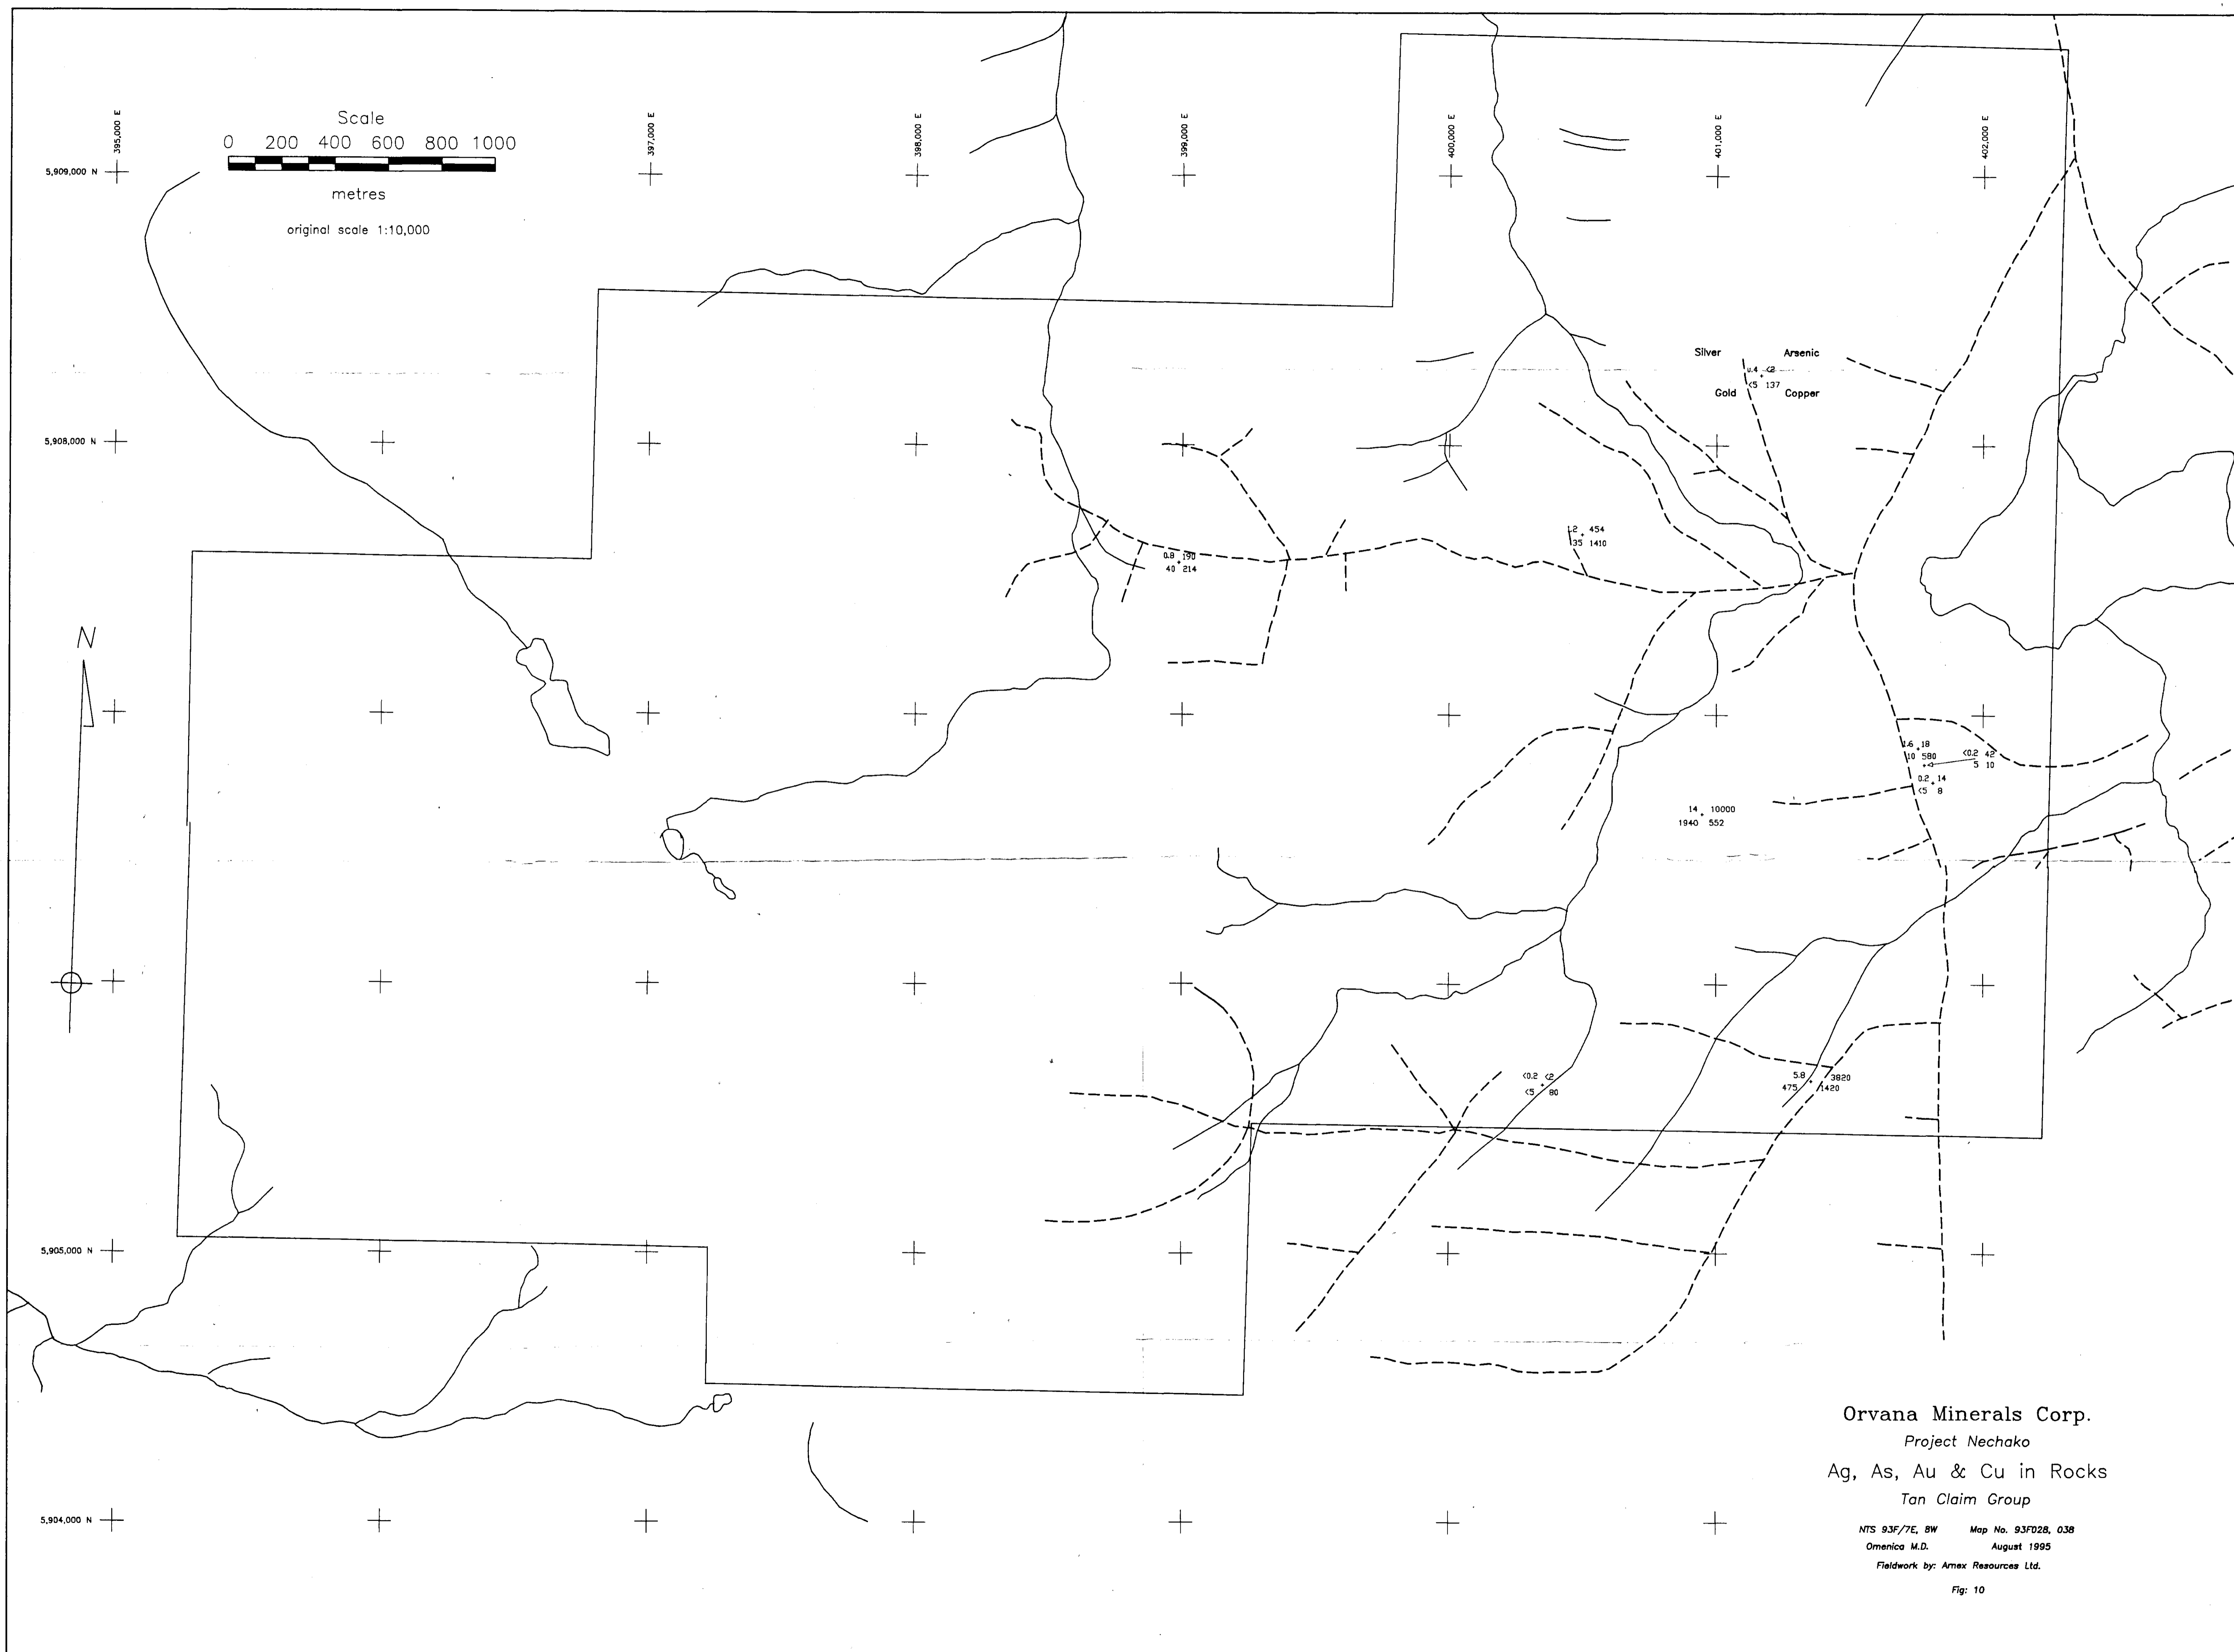 Scale
0 200 400 600 800 1000
metres
original scale 1:10,000
395,000 E
397,000 E
398,000 E
399,000 E
400,000 E
401,000 E
402,000 E
5,909,000 N
Silver Arsenic
0.4 <2
<5 137
Gold Copper
5,908,000 N
1.2 454
35 1410
0.8 190
40 214
N
1.6 18
10 580
<0.2 42
5 10
0.2 14
<5 8
14 10000
1940 552
<0.2 <2
<5 80
5.8 3820
475 1420
5,905,000 N
5,904,000 N
Orvana Minerals Corp.
Project Nechako
Ag, As, Au & Cu in Rocks
Tan Claim Group
NTS 93F/7E, 8W Map No. 93F028, 038
Omenica M.D. August 1995
Fieldwork by: Amex Resources Ltd.
Fig: 10